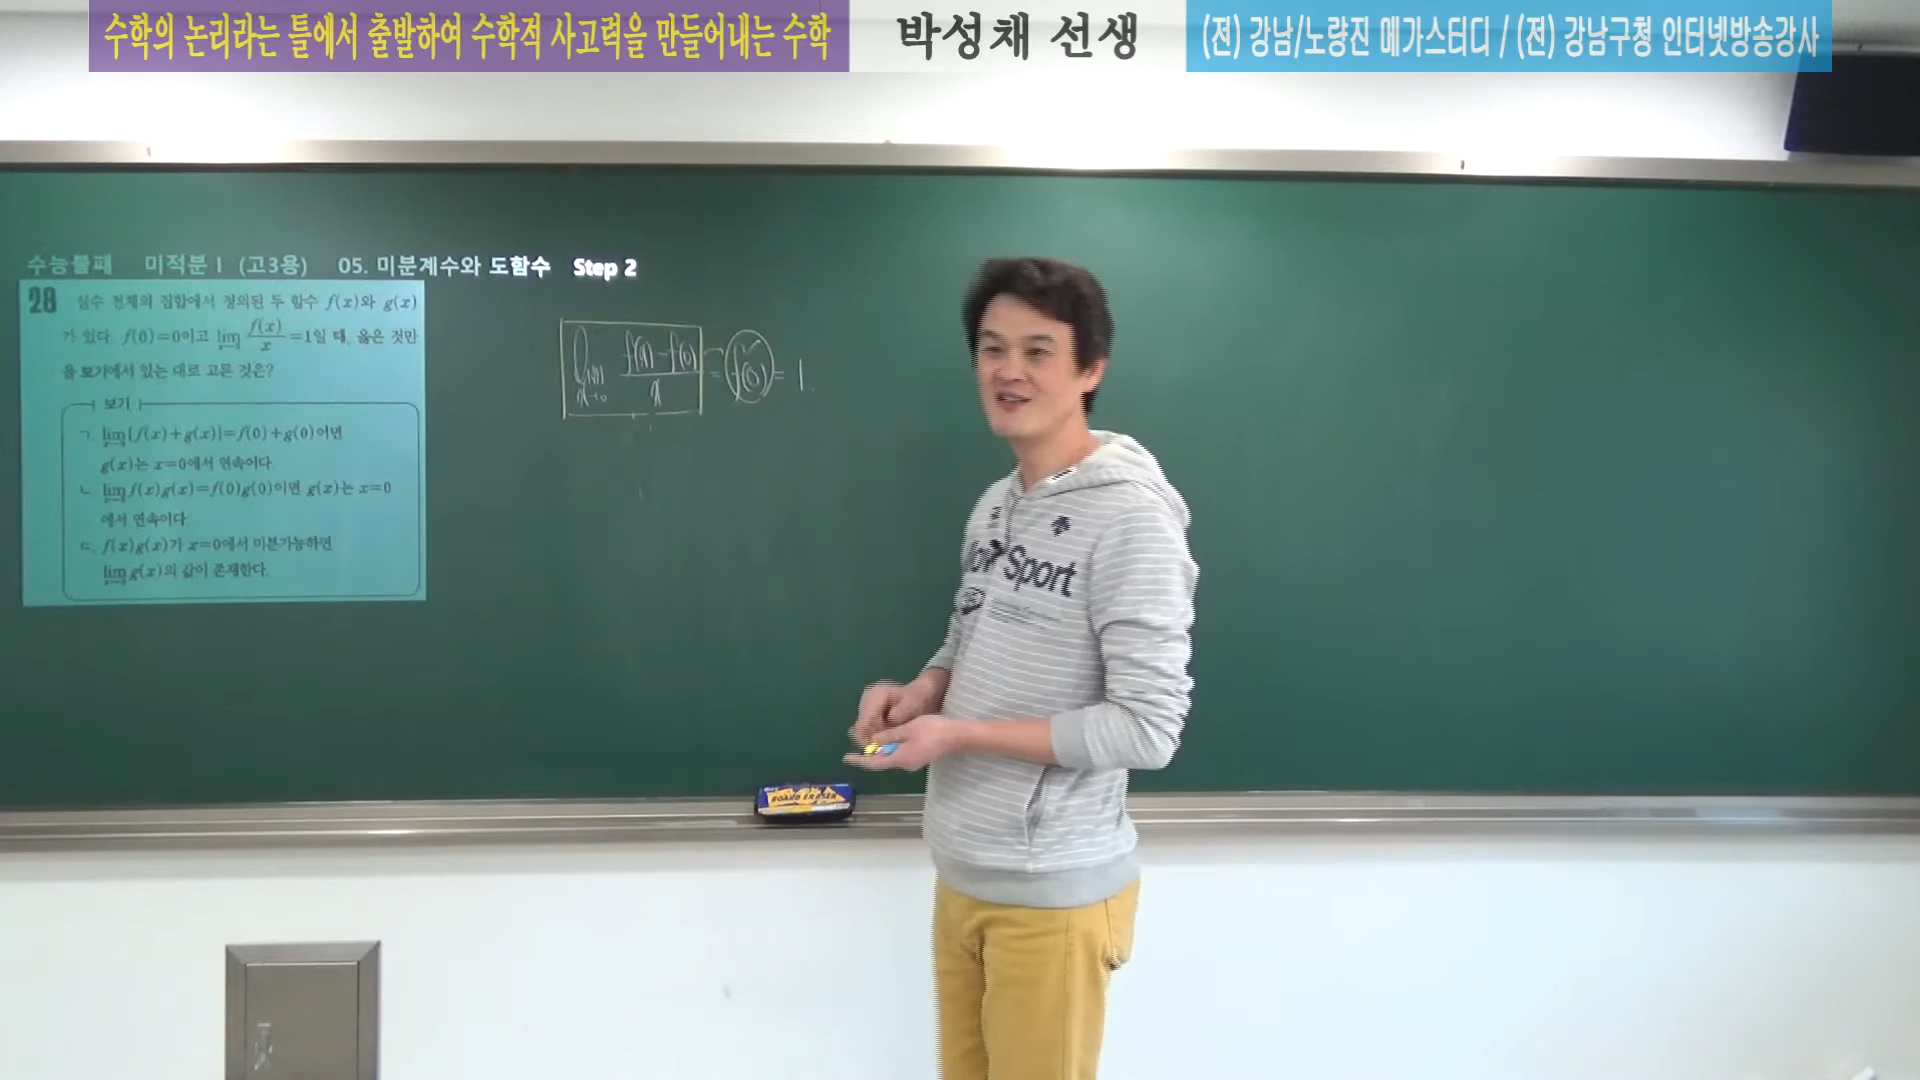 수학의 논리라는 틀에서 출발하여 수학적 사고력을 만들어내는 수학
박성채 선생
(전) 강남/노량진 메가스터디 / (전) 강남구청 인터넷방송강사
수능불패 미적분Ⅰ (고3용) 05. 미분계수와 도함수 Step 2
28 실수 전체의 집합에서 정의된 두 함수 f(x)와 g(x)
가 있다. f(0)=0이고 lim f(x)/x =1일 때, 옳은 것만
을 보기에서 있는 대로 고른 것은?
보기
ㄱ. lim{f(x)+g(x)}=f(0)+g(0)이면
g(x)는 x=0에서 연속이다.
ㄴ. lim f(x)g(x)=f(0)g(0)이면 g(x)는 x=0
에서 연속이다.
ㄷ. f(x)g(x)가 x=0에서 미분가능하면
lim g(x)의 값이 존재한다.
lim x→0 f(x)-f(0)/x = f'(0) = 1.
Sport
BOARD ERASER